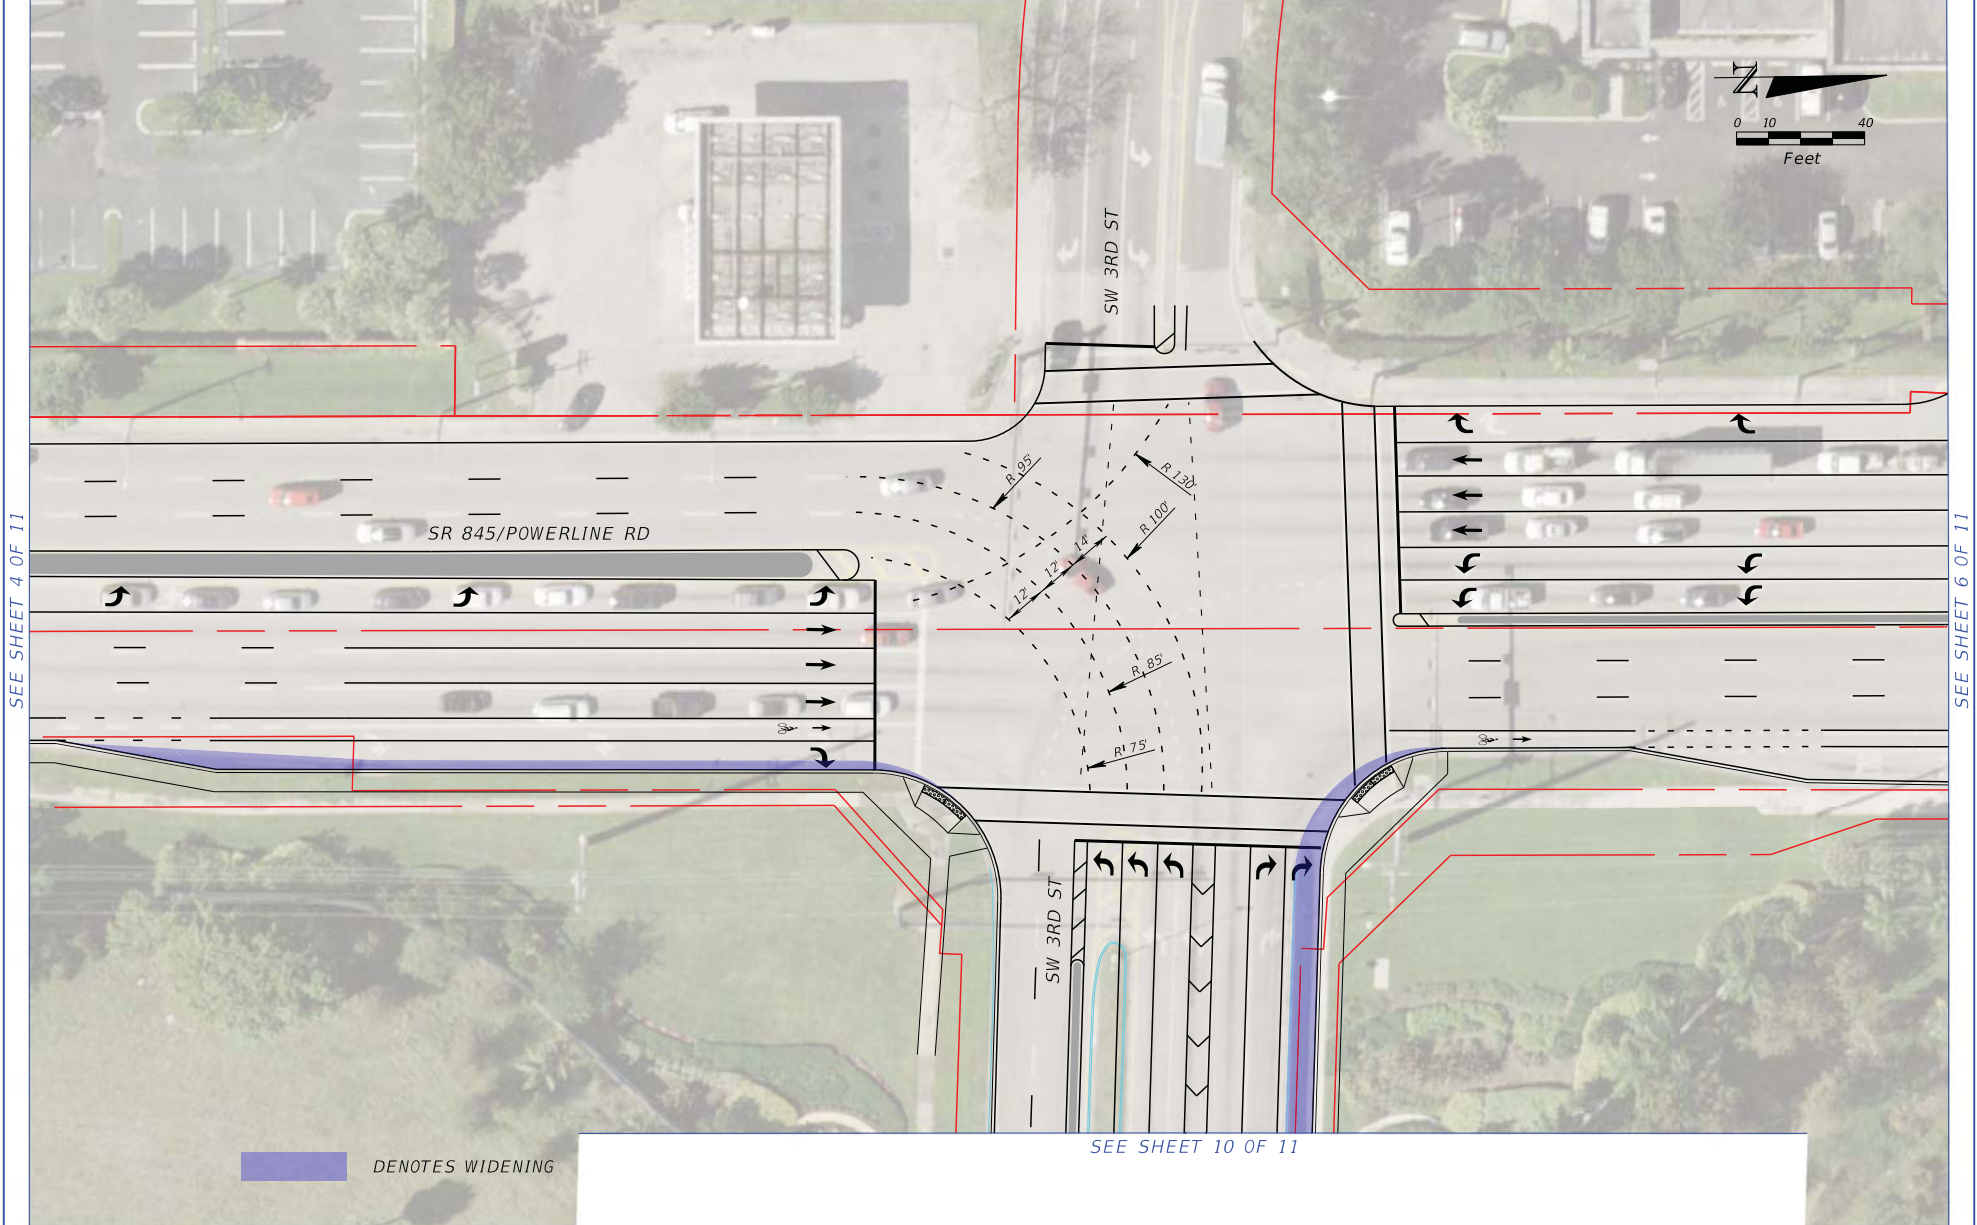 N
0 10 40
Feet
SW 3RD ST
R 95'
R 130'
R 100'
14'
12'
12'
SR 845/POWERLINE RD
SEE SHEET 4 OF 11
SEE SHEET 6 OF 11
R 85'
R 75'
SW 3RD ST
SEE SHEET 10 OF 11
DENOTES WIDENING